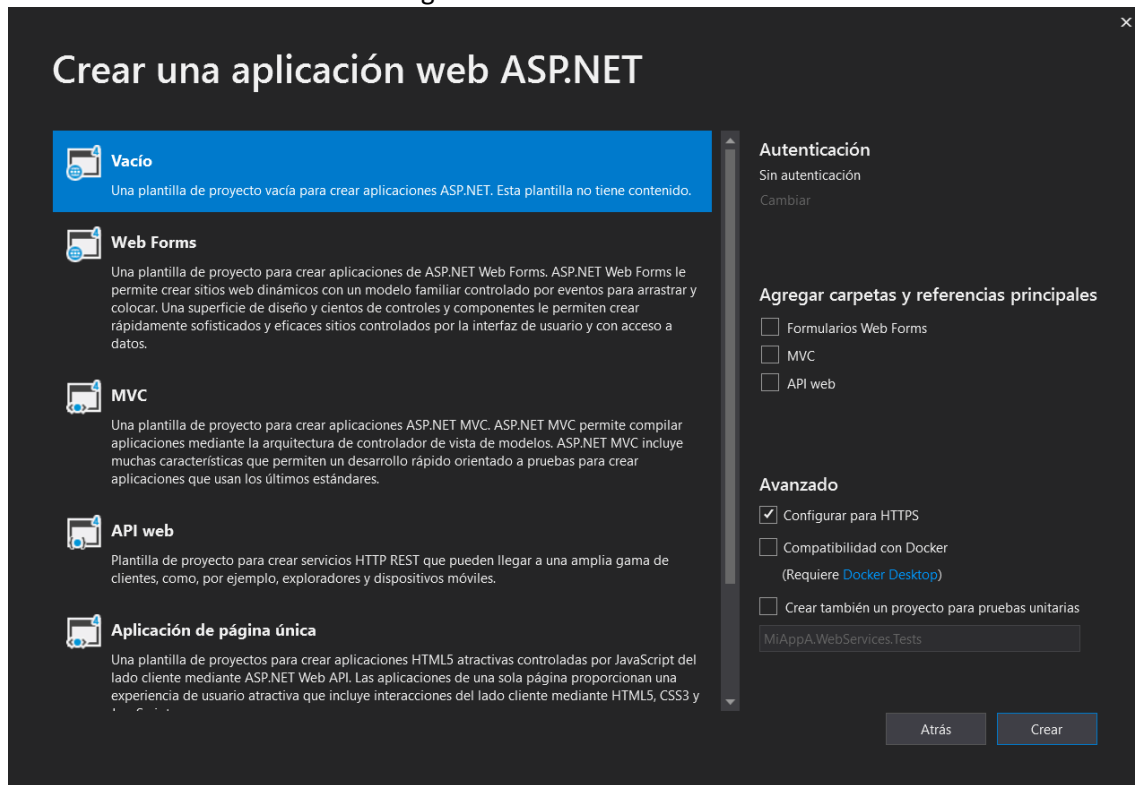 Crear una aplicación web ASP.NET
Vacío
Una plantilla de proyecto vacía para crear aplicaciones ASP.NET. Esta plantilla no tiene contenido.
Web Forms
Una plantilla de proyecto para crear aplicaciones de ASP.NET Web Forms. ASP.NET Web Forms le
permite crear sitios web dinámicos con un modelo familiar controlado por eventos para arrastrar y
colocar. Una superficie de diseño y cientos de controles y componentes le permiten crear
rápidamente sofisticados y eficaces sitios controlados por la interfaz de usuario y con acceso a
datos.
MVC
Una plantilla de proyecto para crear aplicaciones ASP.NET MVC. ASP.NET MVC permite compilar
aplicaciones mediante la arquitectura de controlador de vista de modelos. ASP.NET MVC incluye
muchas características que permiten un desarrollo rápido orientado a pruebas para crear
aplicaciones que usan los últimos estándares.
API web
Plantilla de proyecto para crear servicios HTTP REST que pueden llegar a una amplia gama de
clientes, como, por ejemplo, exploradores y dispositivos móviles.
Aplicación de página única
Una plantilla de proyectos para crear aplicaciones HTML5 atractivas controladas por JavaScript del
lado cliente mediante ASP.NET Web API. Las aplicaciones de una sola página proporcionan una
experiencia de usuario atractiva que incluye interacciones del lado cliente mediante HTML5, CSS3 y
Autenticación
Sin autenticación
Cambiar
Agregar carpetas y referencias principales
Formularios Web Forms
MVC
API web
Avanzado
Configurar para HTTPS
Compatibilidad con Docker
(Requiere Docker Desktop)
Crear también un proyecto para pruebas unitarias
MiAppA.WebServices.Tests
Atrás
Crear